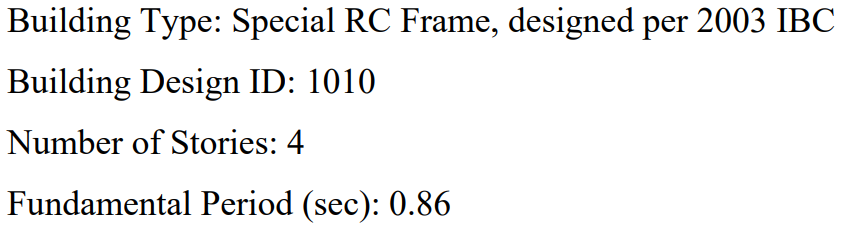 Building Type: Special RC Frame, designed per 2003 IBC
Building Design ID: 1010
Number of Stories: 4
Fundamental Period (sec): 0.86